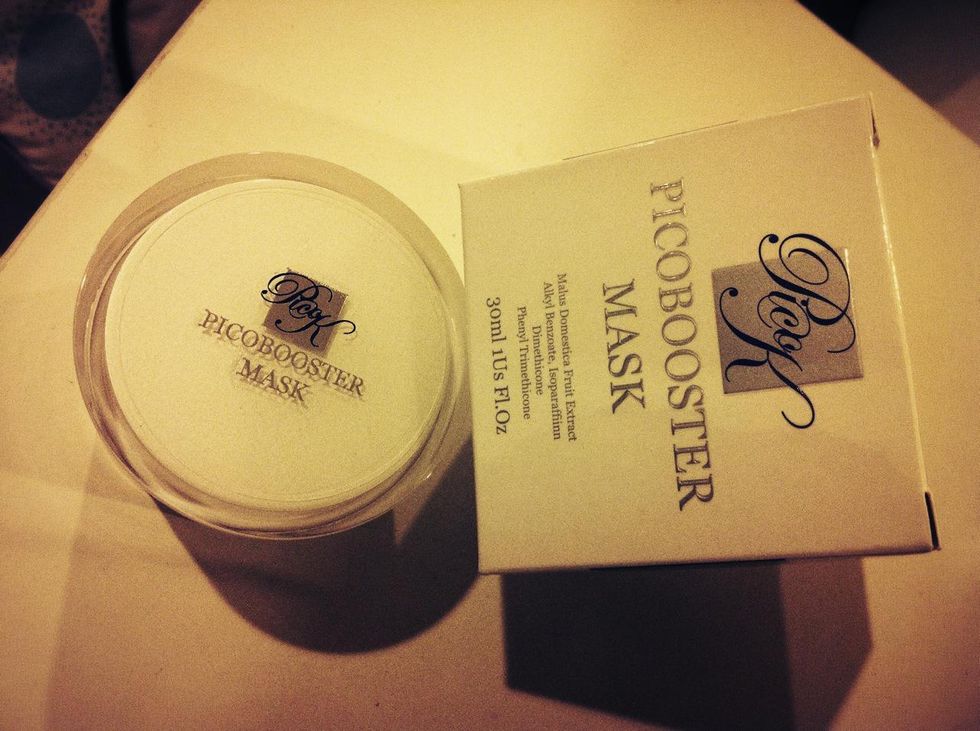 PicoK
PICOBOOSTER
MASK
PicoK
PICOBOOSTER
MASK
Malus Domestica Fruit Extract
Alkyl Benzoate, Isoparaffiinn
Dimethicone
Phenyl Trimethicone
30ml 1Us Fl.Oz